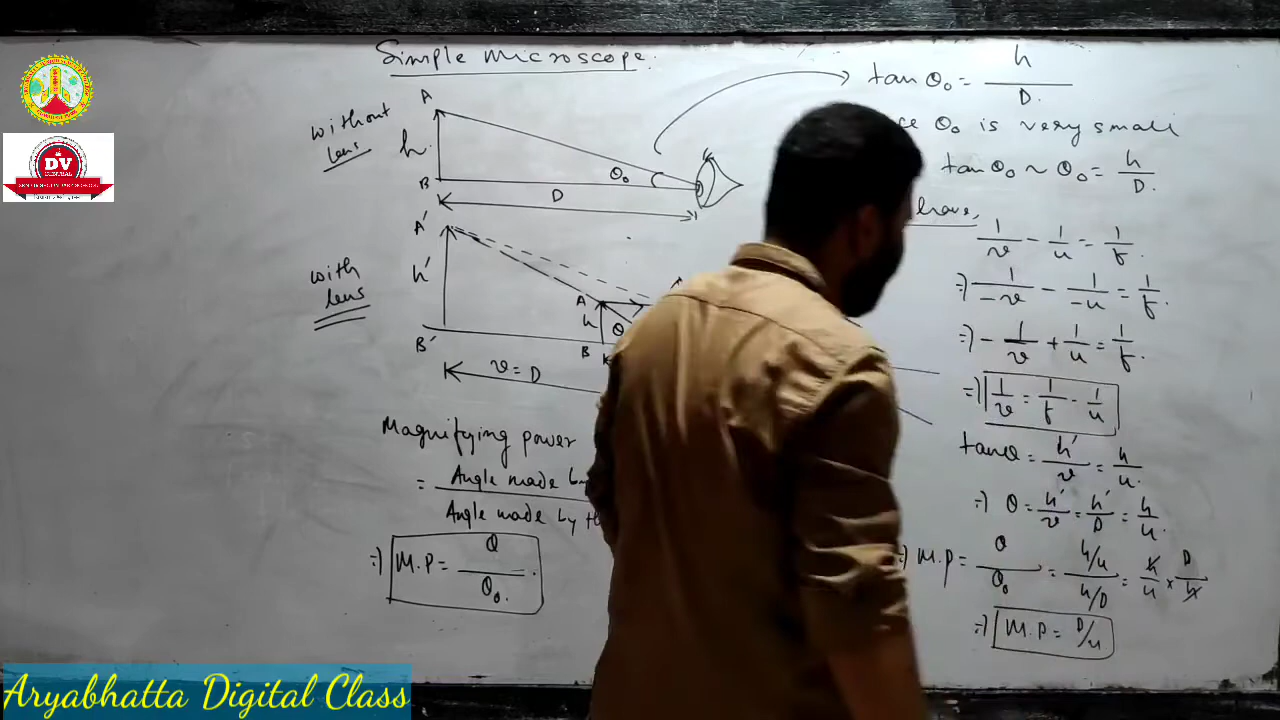 Simple Microscope.
without
lens
A
h.
B
θ₀
D
tan θ₀ = h/D.
θ₀ is very small
tan θ₀ ~ θ₀ = h/D.
have,
1/v - 1/u = 1/f.
=) 1/-v - 1/-u = 1/f.
=) - 1/v + 1/u = 1/f.
=) 1/v = 1/f - 1/u
with
lens
A'
h'
B'
A
h
B
θ
v = D
tan θ = h'/v = h/u.
=) θ = h'/v = h'/D = h/u.
Magnifying power
= Angle made
Angle made by
=) M.P = θ/θ₀.
=) M.P = θ/θ₀ = h/u / h/D = h/u × D/h
=) M.P = D/u
DV
CENTRAL
Aryabhatta Digital Class